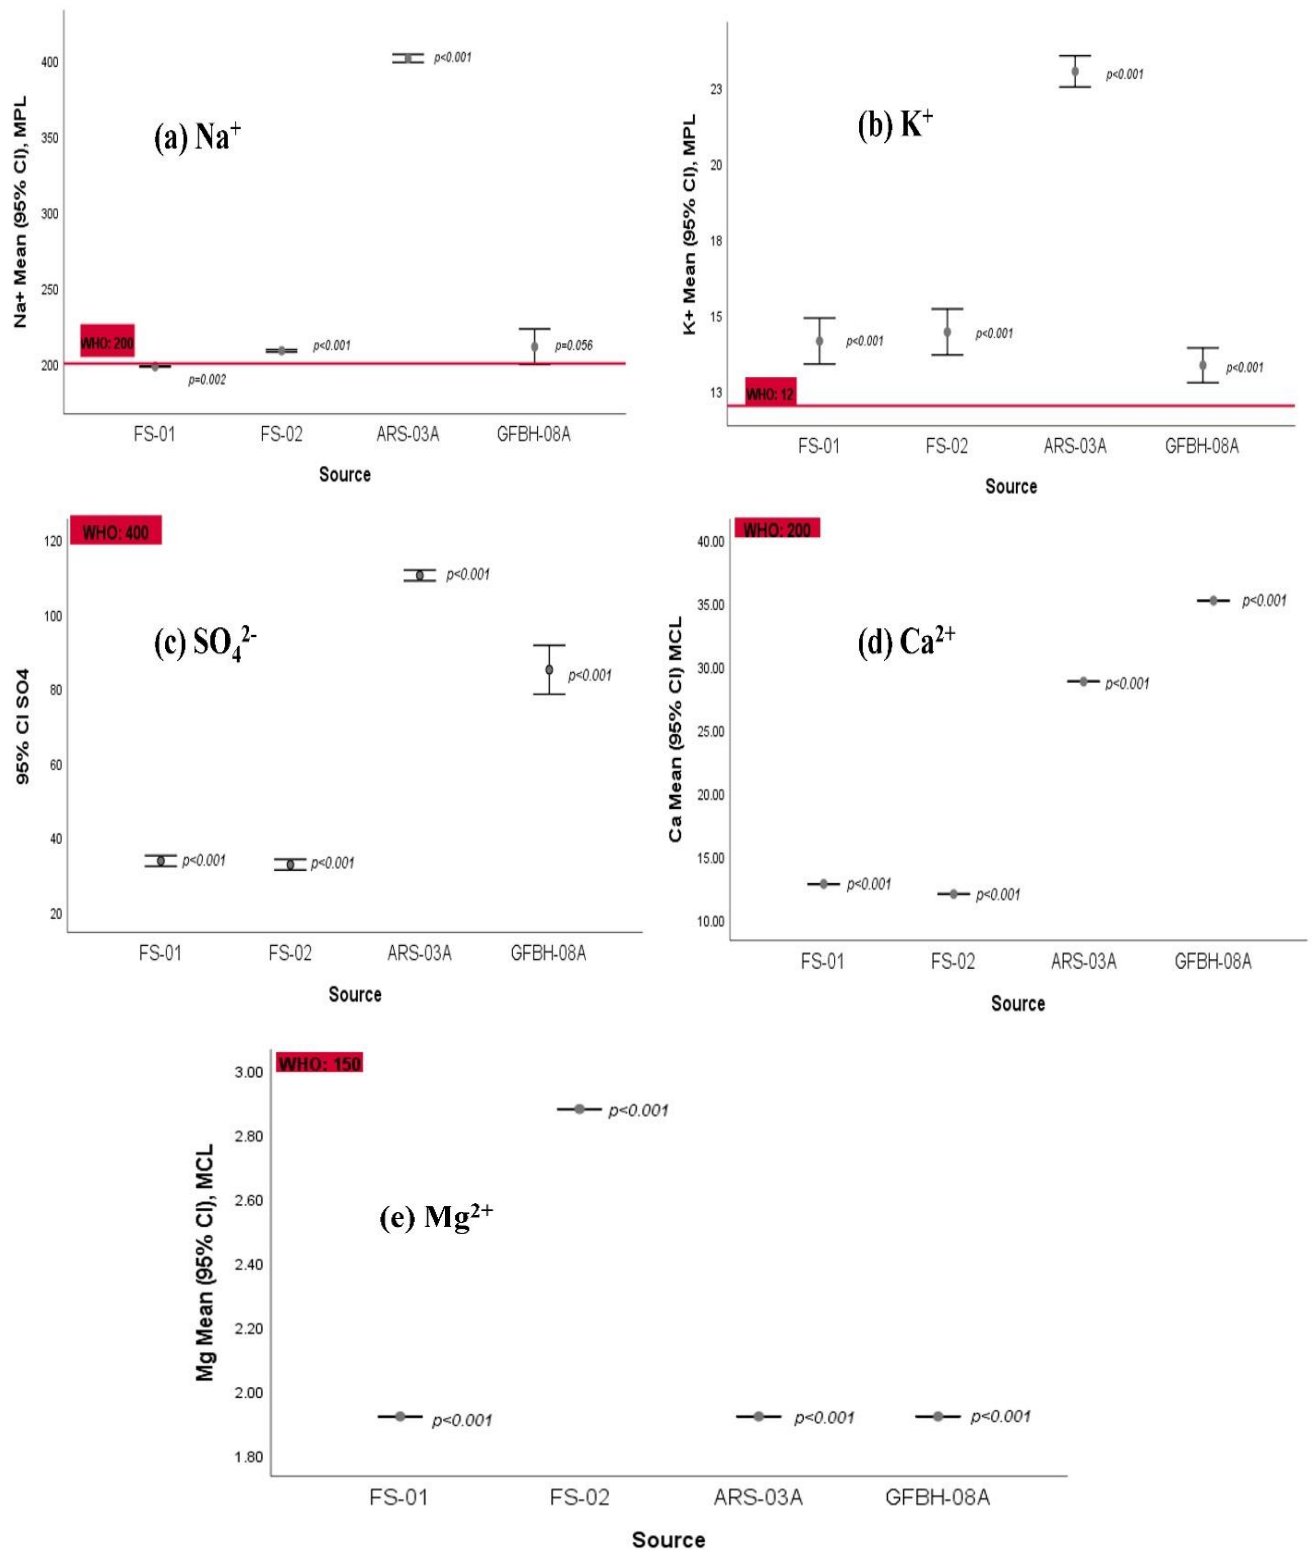 Na+ Mean (95% CI), MPL
400
350
300
250
200
(a) Na⁺
WHO: 200
p=0.002
p<0.001
p<0.001
p=0.056
FS-01 FS-02 ARS-03A GFBH-08A
Source
K+ Mean (95% CI), MPL
23
20
18
15
13
(b) K⁺
WHO: 12
p<0.001
p<0.001
p<0.001
p<0.001
FS-01 FS-02 ARS-03A GFBH-08A
Source
95% CI SO4
120
100
80
60
40
20
WHO: 400
(c) SO₄²⁻
p<0.001
p<0.001
p<0.001
p<0.001
FS-01 FS-02 ARS-03A GFBH-08A
Source
Ca Mean (95% CI) MCL
40.00
35.00
30.00
25.00
20.00
15.00
10.00
WHO: 200
(d) Ca²⁺
p<0.001
p<0.001
p<0.001
p<0.001
FS-01 FS-02 ARS-03A GFBH-08A
Source
Mg Mean (95% CI), MCL
3.00
2.80
2.60
2.40
2.20
2.00
1.80
WHO: 150
(e) Mg²⁺
p<0.001
p<0.001
p<0.001
p<0.001
FS-01 FS-02 ARS-03A GFBH-08A
Source